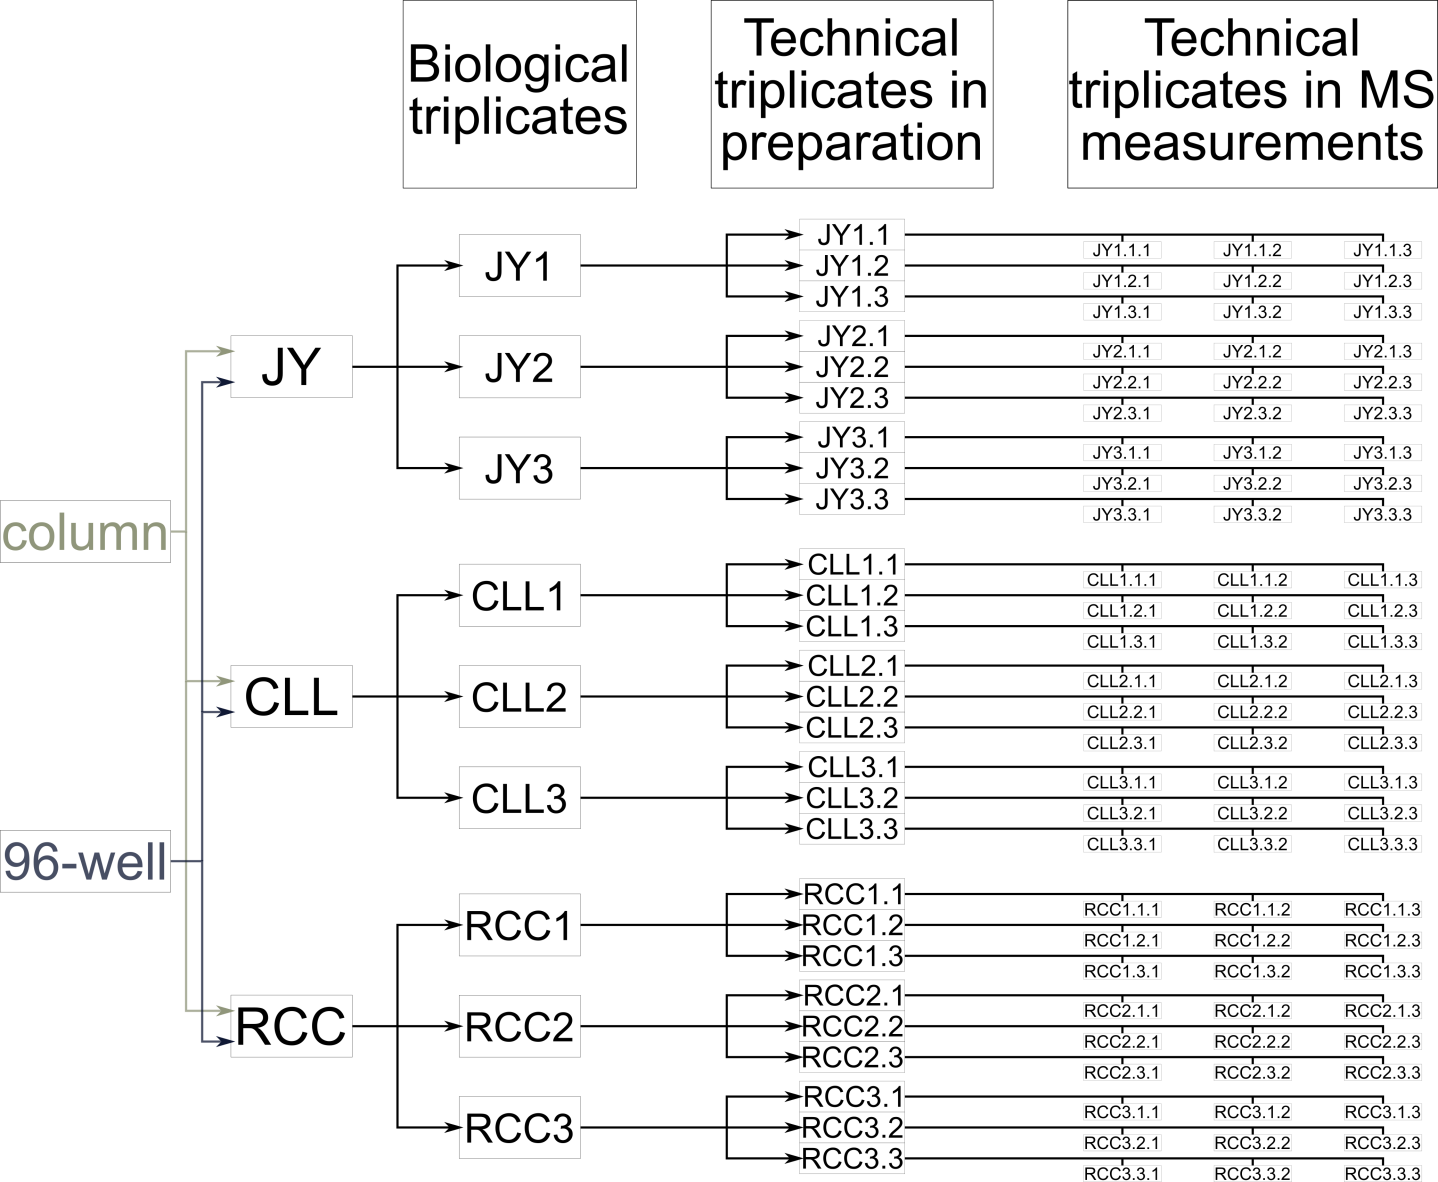 Biological
triplicates
Technical
triplicates in
preparation
Technical
triplicates in MS
measurements
column
96-well
JY
JY1
JY1.1
JY1.1.1 JY1.1.2 JY1.1.3
JY1.2
JY1.2.1 JY1.2.2 JY1.2.3
JY1.3
JY1.3.1 JY1.3.2 JY1.3.3
JY2
JY2.1
JY2.1.1 JY2.1.2 JY2.1.3
JY2.2
JY2.2.1 JY2.2.2 JY2.2.3
JY2.3
JY2.3.1 JY2.3.2 JY2.3.3
JY3
JY3.1
JY3.1.1 JY3.1.2 JY3.1.3
JY3.2
JY3.2.1 JY3.2.2 JY3.2.3
JY3.3
JY3.3.1 JY3.3.2 JY3.3.3
CLL
CLL1
CLL1.1
CLL1.1.1 CLL1.1.2 CLL1.1.3
CLL1.2
CLL1.2.1 CLL1.2.2 CLL1.2.3
CLL1.3
CLL1.3.1 CLL1.3.2 CLL1.3.3
CLL2
CLL2.1
CLL2.1.1 CLL2.1.2 CLL2.1.3
CLL2.2
CLL2.2.1 CLL2.2.2 CLL2.2.3
CLL2.3
CLL2.3.1 CLL2.3.2 CLL2.3.3
CLL3
CLL3.1
CLL3.1.1 CLL3.1.2 CLL3.1.3
CLL3.2
CLL3.2.1 CLL3.2.2 CLL3.2.3
CLL3.3
CLL3.3.1 CLL3.3.2 CLL3.3.3
RCC
RCC1
RCC1.1
RCC1.1.1 RCC1.1.2 RCC1.1.3
RCC1.2
RCC1.2.1 RCC1.2.2 RCC1.2.3
RCC1.3
RCC1.3.1 RCC1.3.2 RCC1.3.3
RCC2
RCC2.1
RCC2.1.1 RCC2.1.2 RCC2.1.3
RCC2.2
RCC2.2.1 RCC2.2.2 RCC2.2.3
RCC2.3
RCC2.3.1 RCC2.3.2 RCC2.3.3
RCC3
RCC3.1
RCC3.1.1 RCC3.1.2 RCC3.1.3
RCC3.2
RCC3.2.1 RCC3.2.2 RCC3.2.3
RCC3.3
RCC3.3.1 RCC3.3.2 RCC3.3.3